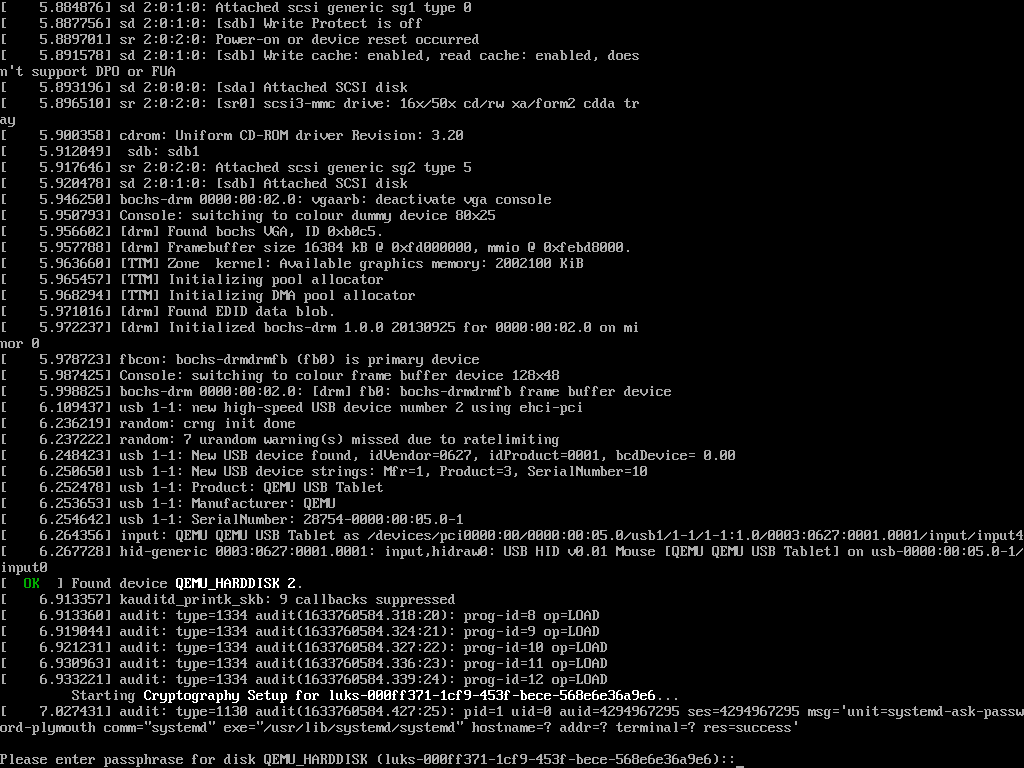 [    5.884876] sd 2:0:1:0: Attached scsi generic sg1 type 0
[    5.887756] sd 2:0:1:0: [sdb] Write Protect is off
[    5.889701] sr 2:0:2:0: Power-on or device reset occurred
[    5.891578] sd 2:0:1:0: [sdb] Write cache: enabled, read cache: enabled, does
n't support DPO or FUA
[    5.893196] sd 2:0:0:0: [sda] Attached SCSI disk
[    5.896510] sr 2:0:2:0: [sr0] scsi3-mmc drive: 16x/50x cd/rw xa/form2 cdda tr
ay
[    5.900358] cdrom: Uniform CD-ROM driver Revision: 3.20
[    5.912049]  sdb: sdb1
[    5.917646] sr 2:0:2:0: Attached scsi generic sg2 type 5
[    5.920478] sd 2:0:1:0: [sdb] Attached SCSI disk
[    5.946250] bochs-drm 0000:00:02.0: vgaarb: deactivate vga console
[    5.950793] Console: switching to colour dummy device 80x25
[    5.956602] [drm] Found bochs VGA, ID 0xb0c5.
[    5.957788] [drm] Framebuffer size 16384 kB @ 0xfd000000, mmio @ 0xfebd8000.
[    5.963660] [TTM] Zone  kernel: Available graphics memory: 2002100 KiB
[    5.965457] [TTM] Initializing pool allocator
[    5.968294] [TTM] Initializing DMA pool allocator
[    5.971016] [drm] Found EDID data blob.
[    5.972237] [drm] Initialized bochs-drm 1.0.0 20130925 for 0000:00:02.0 on mi
nor 0
[    5.978723] fbcon: bochs-drmdrmfb (fb0) is primary device
[    5.987425] Console: switching to colour frame buffer device 128x48
[    5.998825] bochs-drm 0000:00:02.0: [drm] fb0: bochs-drmdrmfb frame buffer device
[    6.109437] usb 1-1: new high-speed USB device number 2 using ehci-pci
[    6.236219] random: crng init done
[    6.237222] random: 7 urandom warning(s) missed due to ratelimiting
[    6.248423] usb 1-1: New USB device found, idVendor=0627, idProduct=0001, bcdDevice= 0.00
[    6.250650] usb 1-1: New USB device strings: Mfr=1, Product=3, SerialNumber=10
[    6.252478] usb 1-1: Product: QEMU USB Tablet
[    6.253653] usb 1-1: Manufacturer: QEMU
[    6.254642] usb 1-1: SerialNumber: 28754-0000:00:05.0-1
[    6.264356] input: QEMU QEMU USB Tablet as /devices/pci0000:00/0000:00:05.0/usb1/1-1/1-1:1.0/0003:0627:0001.0001/input/input4
[    6.267728] hid-generic 0003:0627:0001.0001: input,hidraw0: USB HID v0.01 Mouse [QEMU QEMU USB Tablet] on usb-0000:00:05.0-1/
input0
[  OK  ] Found device QEMU_HARDDISK 2.
[    6.913357] kauditd_printk_skb: 9 callbacks suppressed
[    6.913360] audit: type=1334 audit(1633760584.318:20): prog-id=8 op=LOAD
[    6.919044] audit: type=1334 audit(1633760584.324:21): prog-id=9 op=LOAD
[    6.921231] audit: type=1334 audit(1633760584.327:22): prog-id=10 op=LOAD
[    6.930963] audit: type=1334 audit(1633760584.336:23): prog-id=11 op=LOAD
[    6.933221] audit: type=1334 audit(1633760584.339:24): prog-id=12 op=LOAD
         Starting Cryptography Setup for luks-000ff371-1cf9-453f-bece-568e6e36a9e6...
[    7.027431] audit: type=1130 audit(1633760584.427:25): pid=1 uid=0 auid=4294967295 ses=4294967295 msg='unit=systemd-ask-passw
ord-plymouth comm="systemd" exe="/usr/lib/systemd/systemd" hostname=? addr=? terminal=? res=success'
Please enter passphrase for disk QEMU_HARDDISK (luks-000ff371-1cf9-453f-bece-568e6e36a9e6)::_